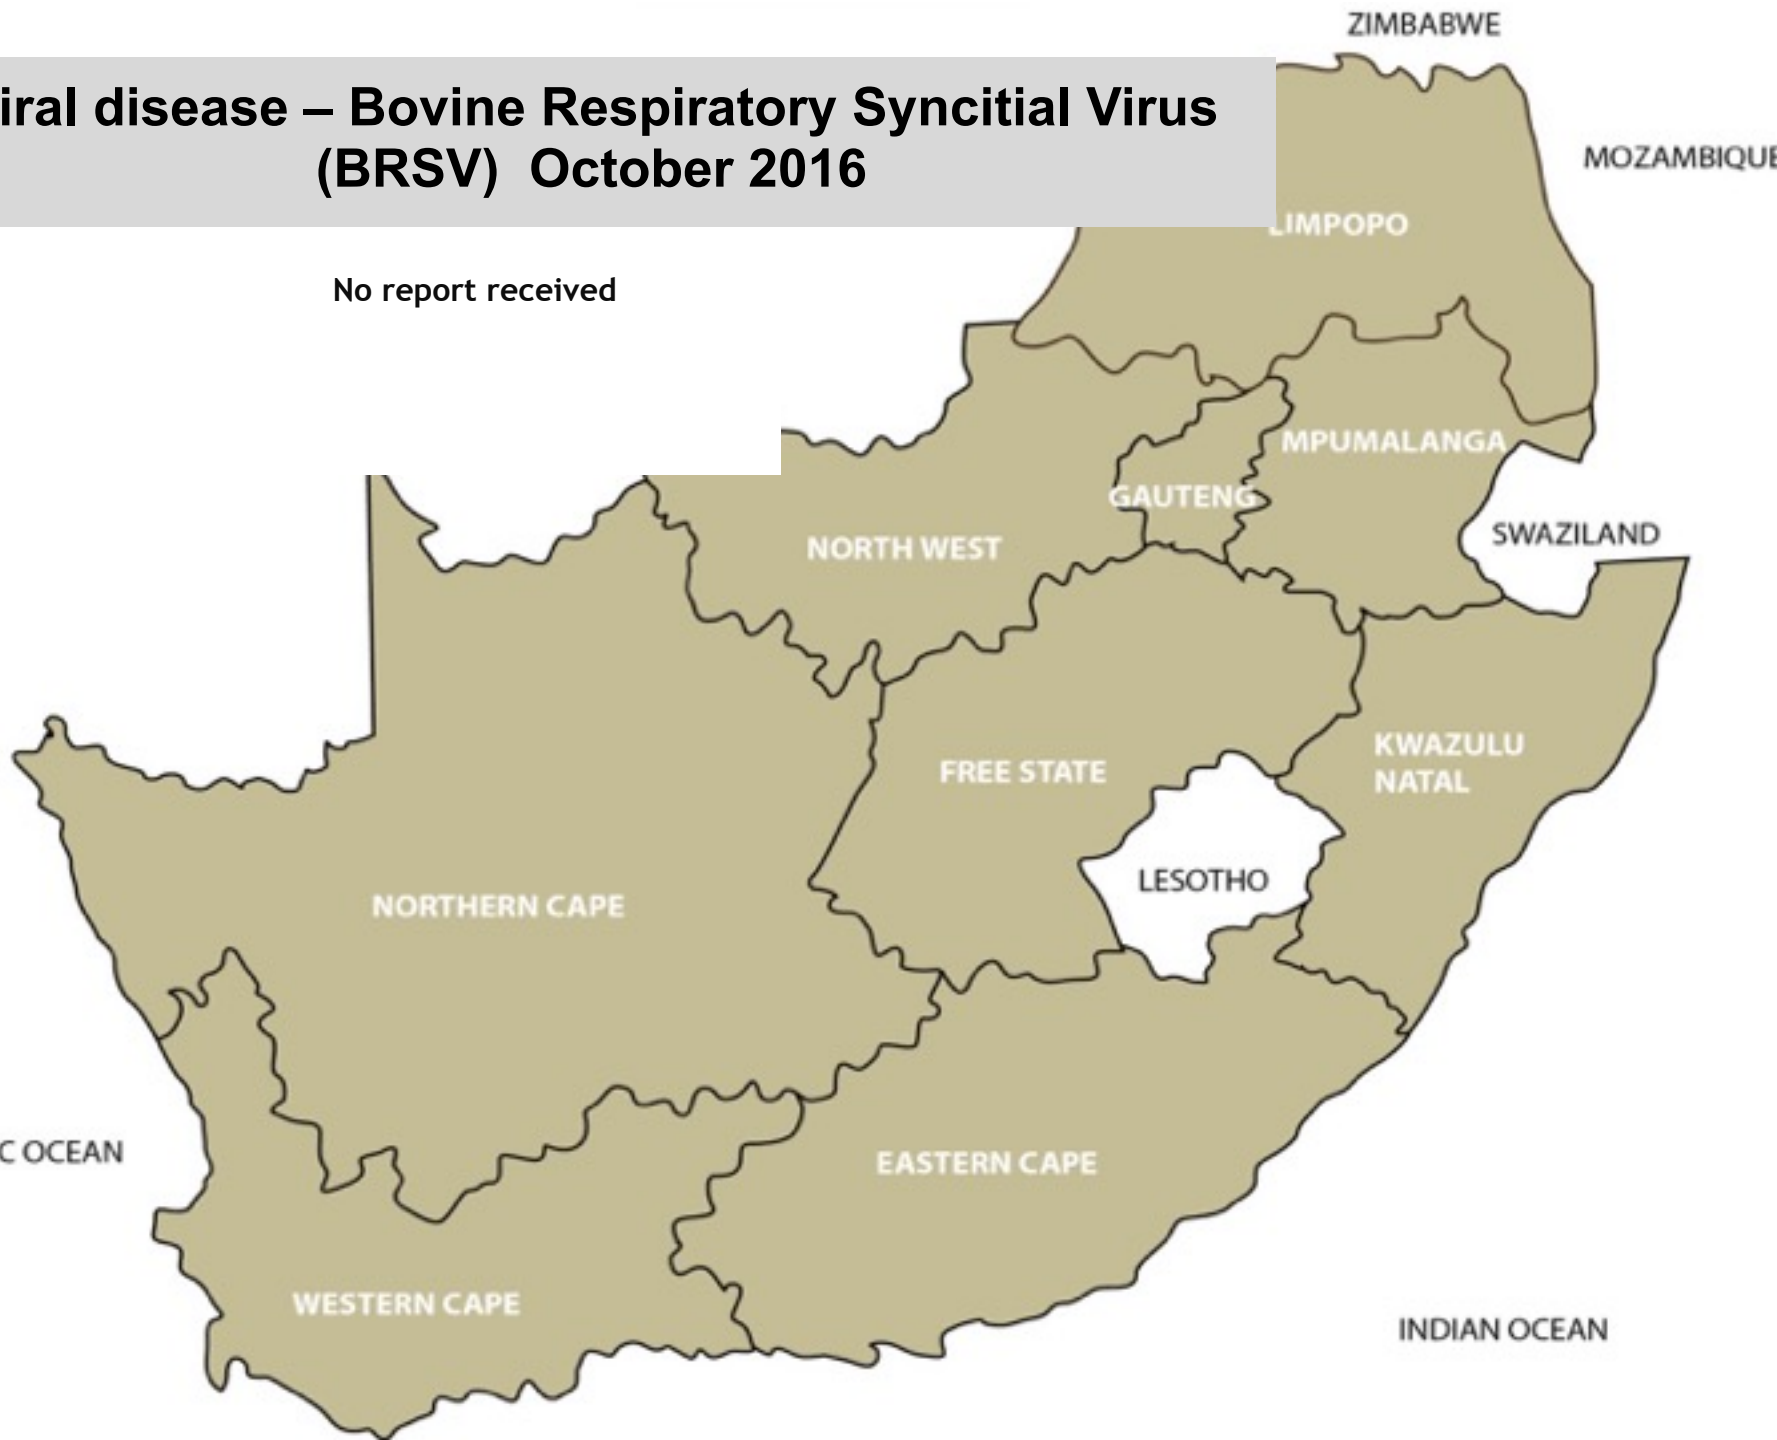 ZIMBABWE
iral disease – Bovine Respiratory Syncitial Virus
(BRSV) October 2016
MOZAMBIQUE
LIMPOPO
No report received
MPUMALANGA
GAUTENG
SWAZILAND
NORTH WEST
KWAZULU
NATAL
FREE STATE
LESOTHO
NORTHERN CAPE
C OCEAN
EASTERN CAPE
WESTERN CAPE
INDIAN OCEAN